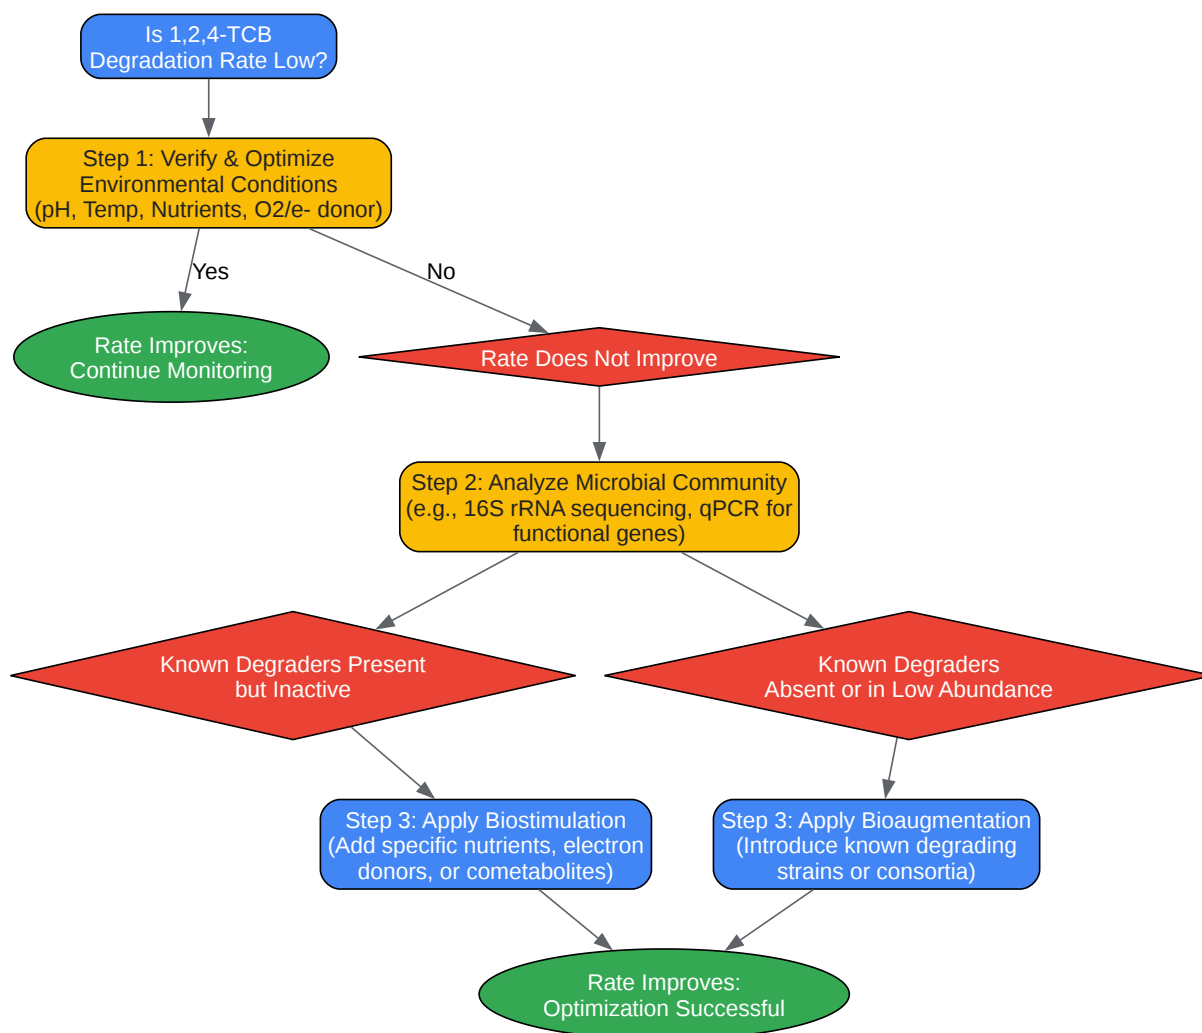 Is 1,2,4-TCB
Degradation Rate Low?
Step 1: Verify & Optimize
Environmental Conditions
(pH, Temp, Nutrients, O2/e- donor)
Yes
No
Rate Improves:
Continue Monitoring
Rate Does Not Improve
Step 2: Analyze Microbial Community
(e.g., 16S rRNA sequencing, qPCR for
functional genes)
Known Degraders Present
but Inactive
Known Degraders
Absent or in Low Abundance
Step 3: Apply Biostimulation
(Add specific nutrients, electron
donors, or cometabolites)
Step 3: Apply Bioaugmentation
(Introduce known degrading
strains or consortia)
Rate Improves:
Optimization Successful